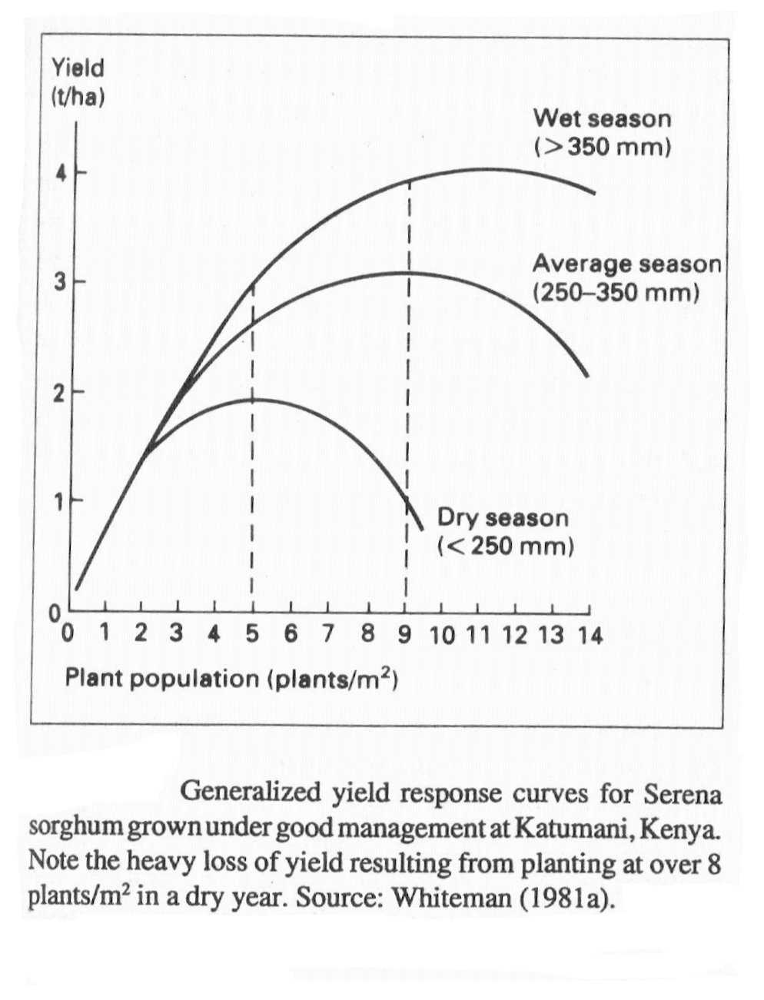 Yield
(t/ha)
Wet season
(>350 mm)
4
Average season
(250–350 mm)
3
2
1
Dry season
(<250 mm)
0
0 1 2 3 4 5 6 7 8 9 10 11 12 13 14
Plant population (plants/m²)
Generalized yield response curves for Serena
sorghum grown under good management at Katumani, Kenya.
Note the heavy loss of yield resulting from planting at over 8
plants/m² in a dry year. Source: Whiteman (1981a).